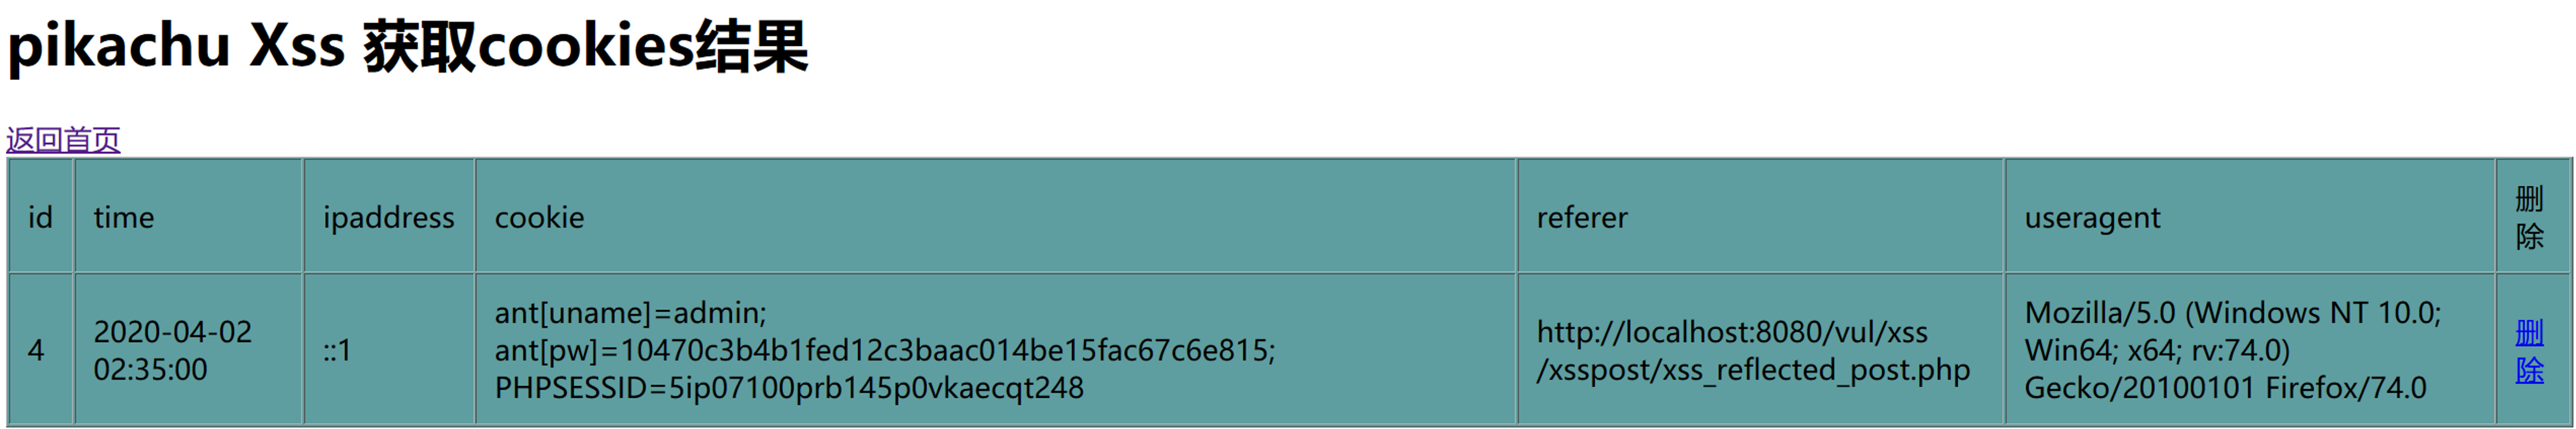 pikachu Xss 获取cookies结果
返回首页
id
time
ipaddress
cookie
referer
useragent
删
除
4
2020-04-02
02:35:00
::1
ant[uname]=admin;
ant[pw]=10470c3b4b1fed12c3baac014be15fac67c6e815;
PHPSESSID=5ip07100prb145p0vkaecqt248
http://localhost:8080/vul/xss
/xsspost/xss_reflected_post.php
Mozilla/5.0 (Windows NT 10.0;
Win64; x64; rv:74.0)
Gecko/20100101 Firefox/74.0
删
除